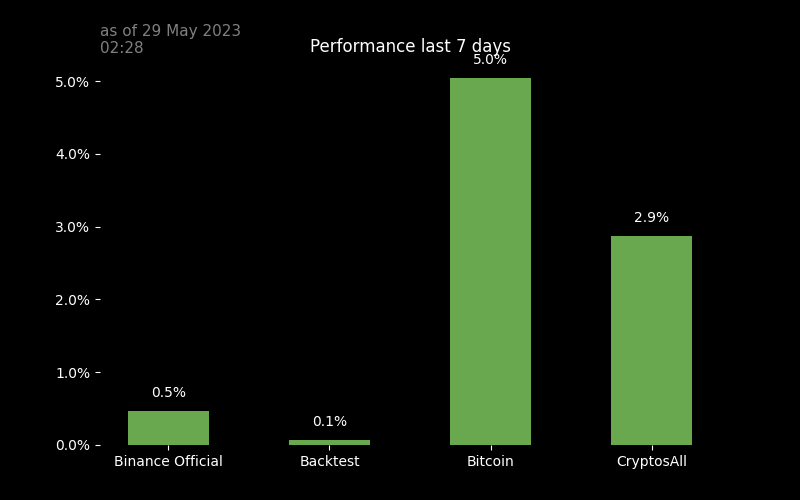 as of 29 May 2023
02:28
Performance last 7 days
5.0%
5.0%
4.0%
3.0%
2.9%
2.0%
1.0%
0.5%
0.1%
0.0%
Binance Official
Backtest
Bitcoin
CryptosAll